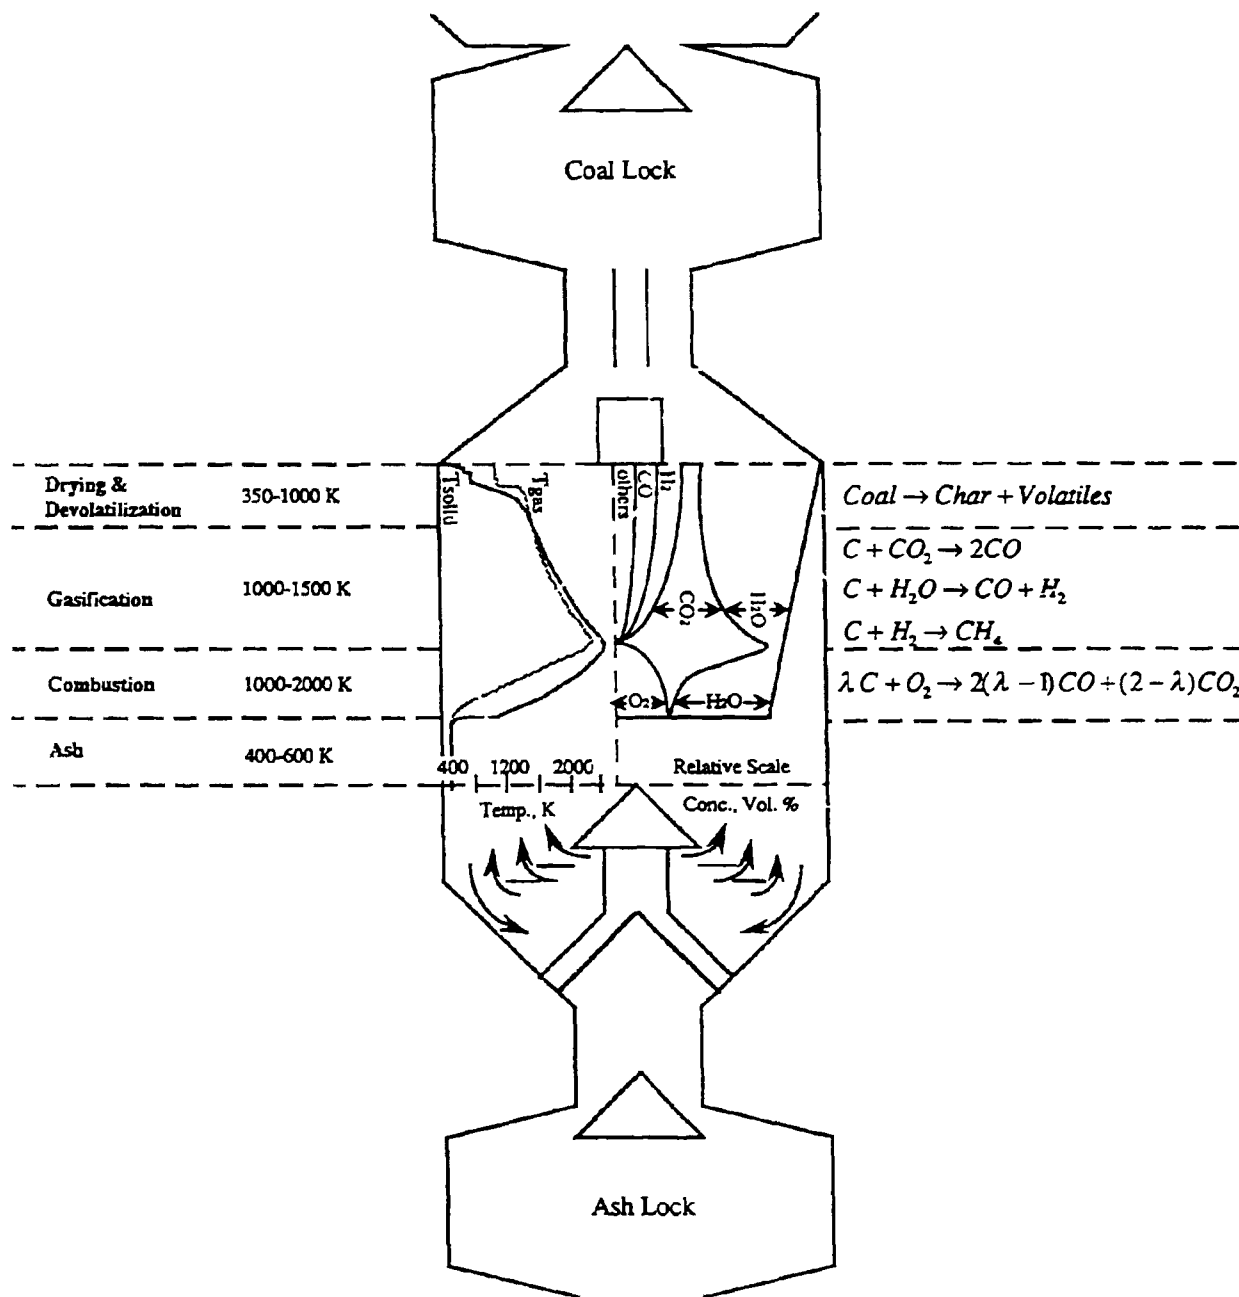 Coal Lock
Drying &
Devolatilization
350-1000 K
Tsolid
Tgas
others
CO
H2
Coal → Char + Volatiles
Gasification
1000-1500 K
CO2
H2O
C + CO2 → 2CO
C + H2O → CO + H2
C + H2 → CH4
Combustion
1000-2000 K
O2
H2O
λ C + O2 → 2(λ - 1)CO + (2 - λ)CO2
Ash
400-600 K
400 1200 2000
Relative Scale
Temp., K
Conc., Vol. %
Ash Lock